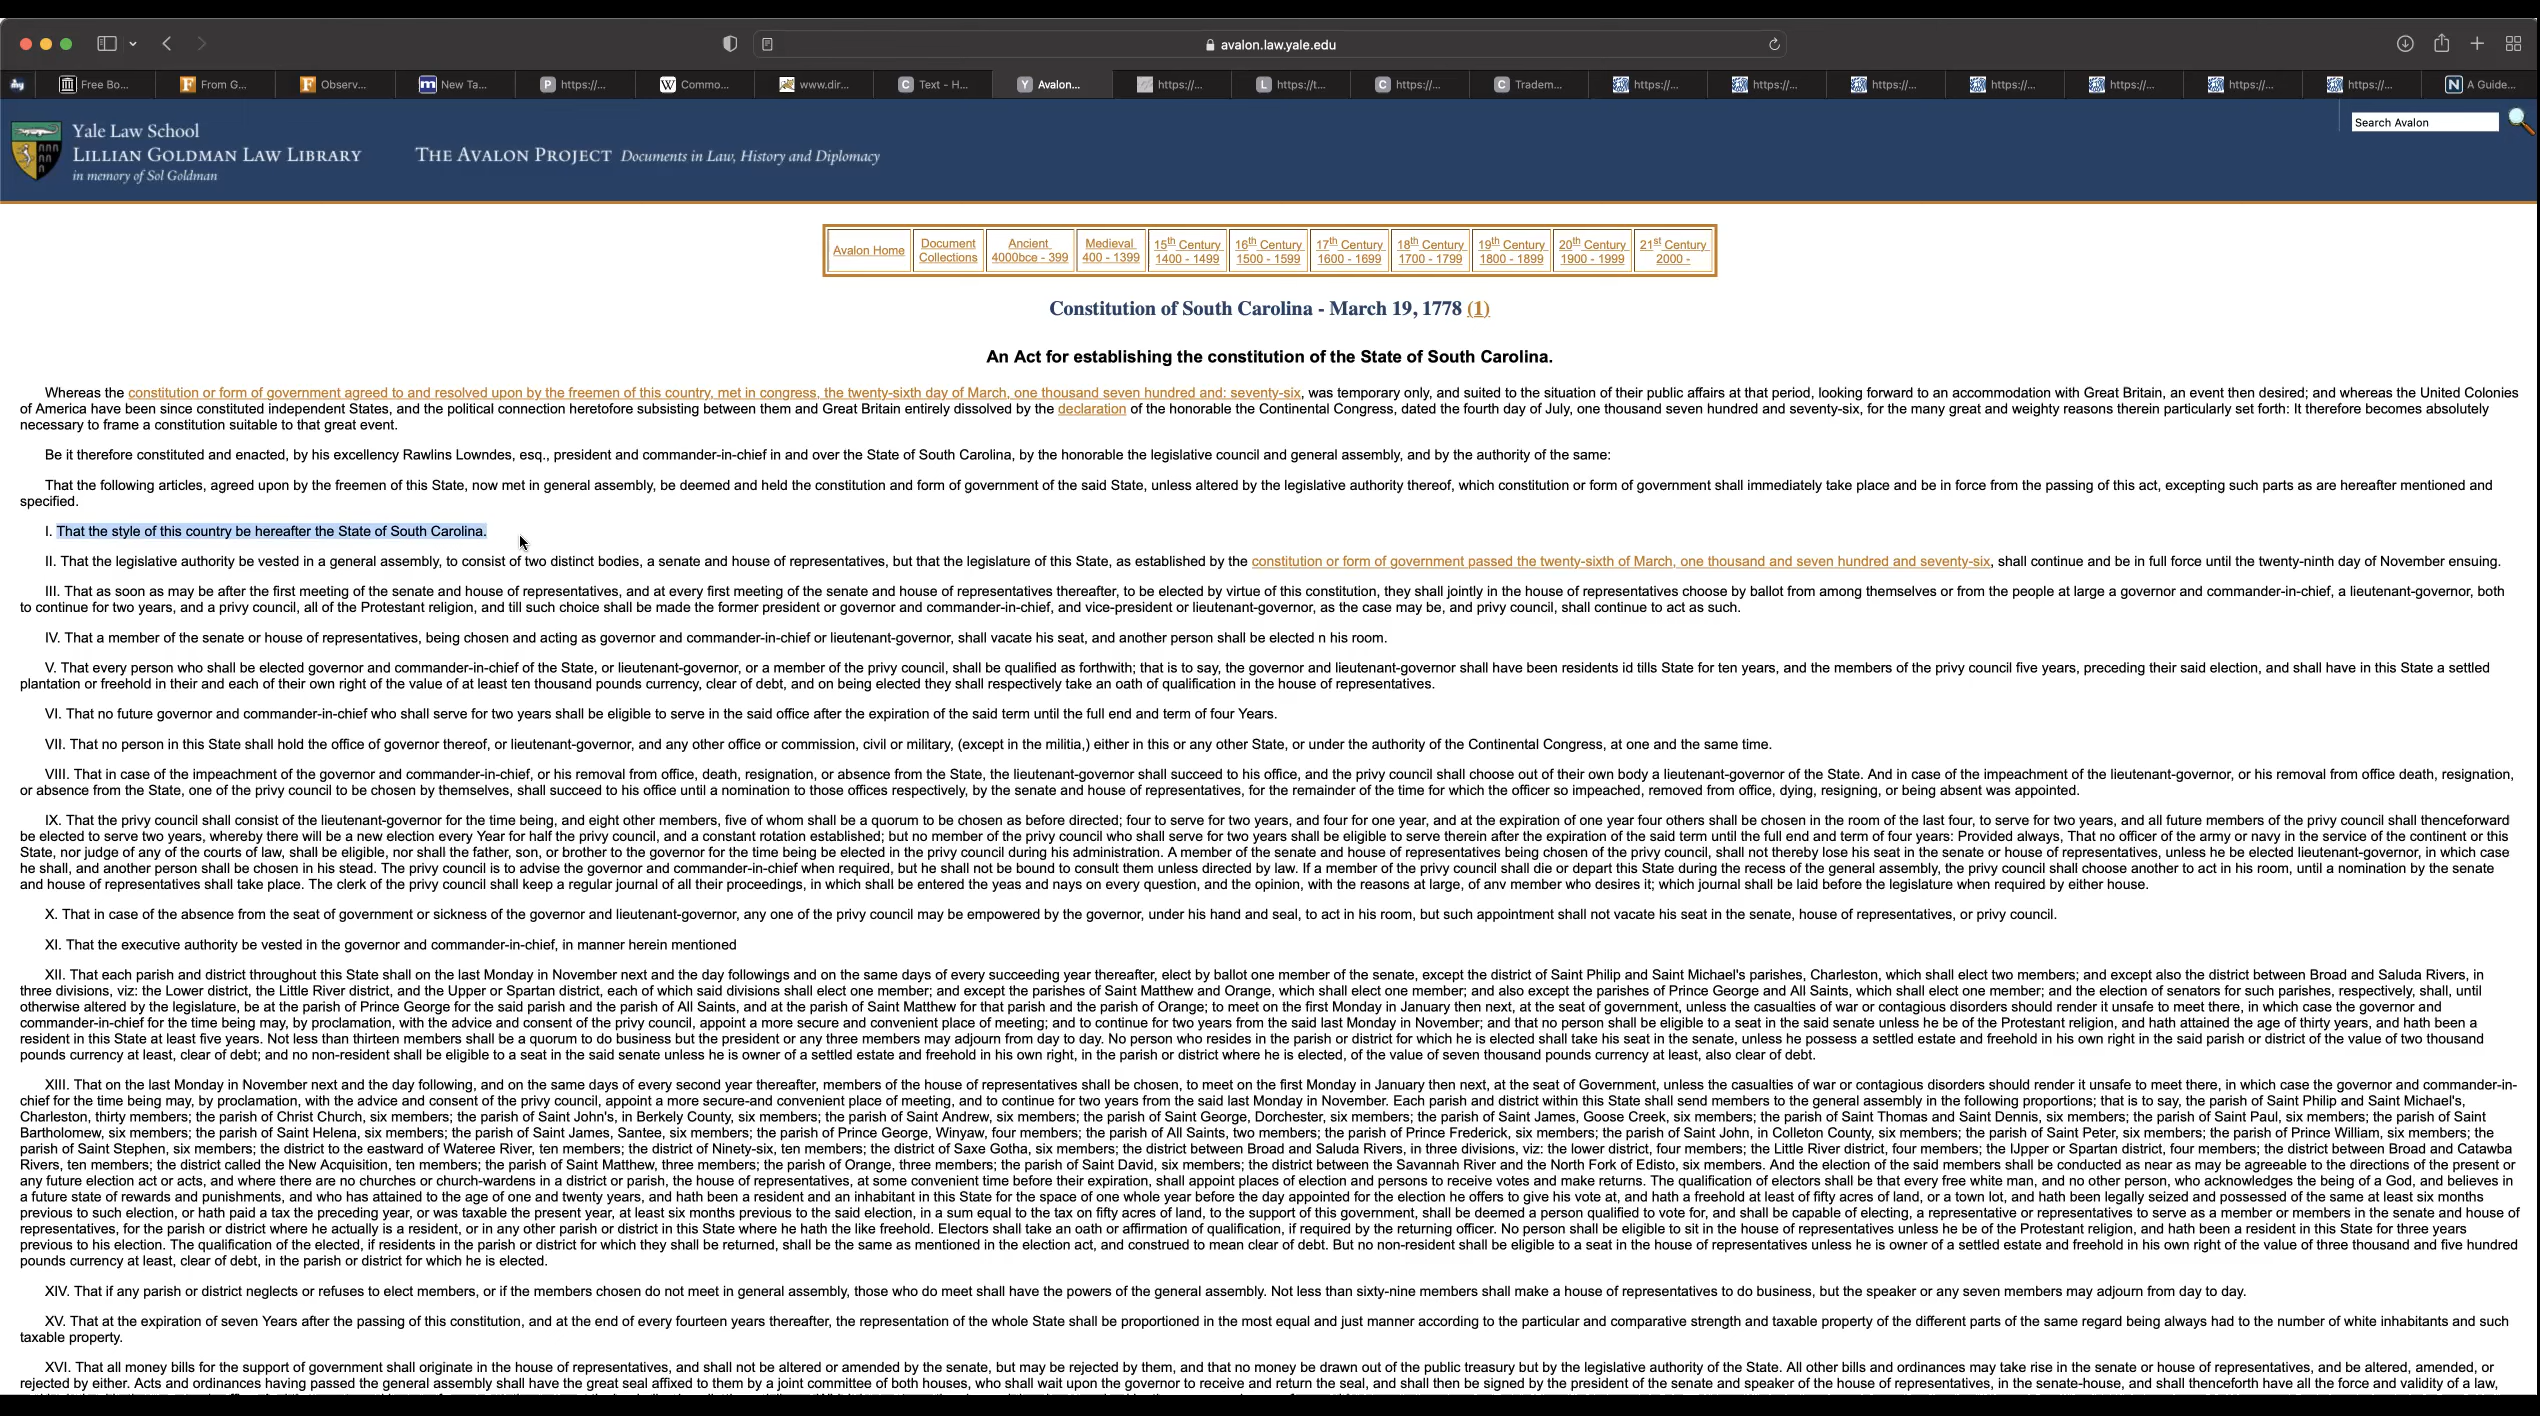 avalon.law.yale.edu
Free Bo...
From G...
Observ...
New Ta...
https://...
Commo...
www.dir...
Text - H...
Avalon...
https://...
https://t...
https://...
Tradem...
https://...
https://...
https://...
https://...
https://...
https://...
https://...
A Guide...
Yale Law School
LILLIAN GOLDMAN LAW LIBRARY
in memory of Sol Goldman
THE AVALON PROJECT Documents in Law, History and Diplomacy
Search Avalon
Avalon Home
Document Collections
Ancient 4000bce - 399
Medieval 400 - 1399
15th Century 1400 - 1499
16th Century 1500 - 1599
17th Century 1600 - 1699
18th Century 1700 - 1799
19th Century 1800 - 1899
20th Century 1900 - 1999
21st Century 2000 -
Constitution of South Carolina - March 19, 1778 (1)
An Act for establishing the constitution of the State of South Carolina.
Whereas the constitution or form of government agreed to and resolved upon by the freemen of this country, met in congress, the twenty-sixth day of March, one thousand seven hundred and: seventy-six, was temporary only, and suited to the situation of their public affairs at that period, looking forward to an accommodation with Great Britain, an event then desired; and whereas the United Colonies
of America have been since constituted independent States, and the political connection heretofore subsisting between them and Great Britain entirely dissolved by the declaration of the honorable the Continental Congress, dated the fourth day of July, one thousand seven hundred and seventy-six, for the many great and weighty reasons therein particularly set forth: It therefore becomes absolutely
necessary to frame a constitution suitable to that great event.
Be it therefore constituted and enacted, by his excellency Rawlins Lowndes, esq., president and commander-in-chief in and over the State of South Carolina, by the honorable the legislative council and general assembly, and by the authority of the same:
That the following articles, agreed upon by the freemen of this State, now met in general assembly, be deemed and held the constitution and form of government of the said State, unless altered by the legislative authority thereof, which constitution or form of government shall immediately take place and be in force from the passing of this act, excepting such parts as are hereafter mentioned and
specified.
I. That the style of this country be hereafter the State of South Carolina.
II. That the legislative authority be vested in a general assembly, to consist of two distinct bodies, a senate and house of representatives, but that the legislature of this State, as established by the constitution or form of government passed the twenty-sixth of March, one thousand and seven hundred and seventy-six, shall continue and be in full force until the twenty-ninth day of November ensuing.
III. That as soon as may be after the first meeting of the senate and house of representatives, and at every first meeting of the senate and house of representatives thereafter, to be elected by virtue of this constitution, they shall jointly in the house of representatives choose by ballot from among themselves or from the people at large a governor and commander-in-chief, a lieutenant-governor, both
to continue for two years, and a privy council, all of the Protestant religion, and till such choice shall be made the former president or governor and commander-in-chief, and vice-president or lieutenant-governor, as the case may be, and privy council, shall continue to act as such.
IV. That a member of the senate or house of representatives, being chosen and acting as governor and commander-in-chief or lieutenant-governor, shall vacate his seat, and another person shall be elected n his room.
V. That every person who shall be elected governor and commander-in-chief of the State, or lieutenant-governor, or a member of the privy council, shall be qualified as forthwith; that is to say, the governor and lieutenant-governor shall have been residents id tills State for ten years, and the members of the privy council five years, preceding their said election, and shall have in this State a settled
plantation or freehold in their and each of their own right of the value of at least ten thousand pounds currency, clear of debt, and on being elected they shall respectively take an oath of qualification in the house of representatives.
VI. That no future governor and commander-in-chief who shall serve for two years shall be eligible to serve in the said office after the expiration of the said term until the full end and term of four Years.
VII. That no person in this State shall hold the office of governor thereof, or lieutenant-governor, and any other office or commission, civil or military, (except in the militia,) either in this or any other State, or under the authority of the Continental Congress, at one and the same time.
VIII. That in case of the impeachment of the governor and commander-in-chief, or his removal from office, death, resignation, or absence from the State, the lieutenant-governor shall succeed to his office, and the privy council shall choose out of their own body a lieutenant-governor of the State. And in case of the impeachment of the lieutenant-governor, or his removal from office death, resignation,
or absence from the State, one of the privy council to be chosen by themselves, shall succeed to his office until a nomination to those offices respectively, by the senate and house of representatives, for the remainder of the time for which the officer so impeached, removed from office, dying, resigning, or being absent was appointed.
IX. That the privy council shall consist of the lieutenant-governor for the time being, and eight other members, five of whom shall be a quorum to be chosen as before directed; four to serve for two years, and four for one year, and at the expiration of one year four others shall be chosen in the room of the last four, to serve for two years, and all future members of the privy council shall thenceforward
be elected to serve two years, whereby there will be a new election every Year for half the privy council, and a constant rotation established; but no member of the privy council who shall serve for two years shall be eligible to serve therein after the expiration of the said term until the full end and term of four years: Provided always, That no officer of the army or navy in the service of the continent or this
State, nor judge of any of the courts of law, shall be eligible, nor shall the father, son, or brother to the governor for the time being be elected in the privy council during his administration. A member of the senate and house of representatives being chosen of the privy council, shall not thereby lose his seat in the senate or house of representatives, unless he be elected lieutenant-governor, in which case
he shall, and another person shall be chosen in his stead. The privy council is to advise the governor and commander-in-chief when required, but he shall not be bound to consult them unless directed by law. If a member of the privy council shall die or depart this State during the recess of the general assembly, the privy council shall choose another to act in his room, until a nomination by the senate
and house of representatives shall take place. The clerk of the privy council shall keep a regular journal of all their proceedings, in which shall be entered the yeas and nays on every question, and the opinion, with the reasons at large, of anv member who desires it; which journal shall be laid before the legislature when required by either house.
X. That in case of the absence from the seat of government or sickness of the governor and lieutenant-governor, any one of the privy council may be empowered by the governor, under his hand and seal, to act in his room, but such appointment shall not vacate his seat in the senate, house of representatives, or privy council.
XI. That the executive authority be vested in the governor and commander-in-chief, in manner herein mentioned
XII. That each parish and district throughout this State shall on the last Monday in November next and the day followings and on the same days of every succeeding year thereafter, elect by ballot one member of the senate, except the district of Saint Philip and Saint Michael's parishes, Charleston, which shall elect two members; and except also the district between Broad and Saluda Rivers, in
three divisions, viz: the Lower district, the Little River district, and the Upper or Spartan district, each of which said divisions shall elect one member; and except the parishes of Saint Matthew and Orange, which shall elect one member; and also except the parishes of Prince George and All Saints, which shall elect one member; and the election of senators for such parishes, respectively, shall, until
otherwise altered by the legislature, be at the parish of Prince George for the said parish and the parish of All Saints, and at the parish of Saint Matthew for that parish and the parish of Orange; to meet on the first Monday in January then next, at the seat of government, unless the casualties of war or contagious disorders should render it unsafe to meet there, in which case the governor and
commander-in-chief for the time being may, by proclamation, with the advice and consent of the privy council, appoint a more secure and convenient place of meeting; and to continue for two years from the said last Monday in November; and that no person shall be eligible to a seat in the said senate unless he be of the Protestant religion, and hath attained the age of thirty years, and hath been a
resident in this State at least five years. Not less than thirteen members shall be a quorum to do business but the president or any three members may adjourn from day to day. No person who resides in the parish or district for which he is elected shall take his seat in the senate, unless he possess a settled estate and freehold in his own right in the said parish or district of the value of two thousand
pounds currency at least, clear of debt; and no non-resident shall be eligible to a seat in the said senate unless he is owner of a settled estate and freehold in his own right, in the parish or district where he is elected, of the value of seven thousand pounds currency at least, also clear of debt.
XIII. That on the last Monday in November next and the day following, and on the same days of every second year thereafter, members of the house of representatives shall be chosen, to meet on the first Monday in January then next, at the seat of Government, unless the casualties of war or contagious disorders should render it unsafe to meet there, in which case the governor and commander-in-
chief for the time being may, by proclamation, with the advice and consent of the privy council, appoint a more secure-and convenient place of meeting, and to continue for two years from the said last Monday in November. Each parish and district within this State shall send members to the general assembly in the following proportions; that is to say, the parish of Saint Philip and Saint Michael's,
Charleston, thirty members; the parish of Christ Church, six members; the parish of Saint John's, in Berkely County, six members; the parish of Saint Andrew, six members; the parish of Saint George, Dorchester, six members; the parish of Saint James, Goose Creek, six members; the parish of Saint Thomas and Saint Dennis, six members; the parish of Saint Paul, six members; the parish of Saint
Bartholomew, six members; the parish of Saint Helena, six members; the parish of Saint James, Santee, six members; the parish of Prince George, Winyaw, four members; the parish of All Saints, two members; the parish of Prince Frederick, six members; the parish of Saint John, in Colleton County, six members; the parish of Saint Peter, six members; the parish of Prince William, six members; the
parish of Saint Stephen, six members; the district to the eastward of Wateree River, ten members; the district of Ninety-six, ten members; the district of Saxe Gotha, six members; the district between Broad and Saluda Rivers, in three divisions, viz: the lower district, four members; the Little River district, four members; the IJpper or Spartan district, four members; the district between Broad and Catawba
Rivers, ten members; the district called the New Acquisition, ten members; the parish of Saint Matthew, three members; the parish of Orange, three members; the parish of Saint David, six members; the district between the Savannah River and the North Fork of Edisto, six members. And the election of the said members shall be conducted as near as may be agreeable to the directions of the present or
any future election act or acts, and where there are no churches or church-wardens in a district or parish, the house of representatives, at some convenient time before their expiration, shall appoint places of election and persons to receive votes and make returns. The qualification of electors shall be that every free white man, and no other person, who acknowledges the being of a God, and believes in
a future state of rewards and punishments, and who has attained to the age of one and twenty years, and hath been a resident and an inhabitant in this State for the space of one whole year before the day appointed for the election he offers to give his vote at, and hath a freehold at least of fifty acres of land, or a town lot, and hath been legally seized and possessed of the same at least six months
previous to such election, or hath paid a tax the preceding year, or was taxable the present year, at least six months previous to the said election, in a sum equal to the tax on fifty acres of land, to the support of this government, shall be deemed a person qualified to vote for, and shall be capable of electing, a representative or representatives to serve as a member or members in the senate and house of
representatives, for the parish or district where he actually is a resident, or in any other parish or district in this State where he hath the like freehold. Electors shall take an oath or affirmation of qualification, if required by the returning officer. No person shall be eligible to sit in the house of representatives unless he be of the Protestant religion, and hath been a resident in this State for three years
previous to his election. The qualification of the elected, if residents in the parish or district for which they shall be returned, shall be the same as mentioned in the election act, and construed to mean clear of debt. But no non-resident shall be eligible to a seat in the house of representatives unless he is owner of a settled estate and freehold in his own right of the value of three thousand and five hundred
pounds currency at least, clear of debt, in the parish or district for which he is elected.
XIV. That if any parish or district neglects or refuses to elect members, or if the members chosen do not meet in general assembly, those who do meet shall have the powers of the general assembly. Not less than sixty-nine members shall make a house of representatives to do business, but the speaker or any seven members may adjourn from day to day.
XV. That at the expiration of seven Years after the passing of this constitution, and at the end of every fourteen years thereafter, the representation of the whole State shall be proportioned in the most equal and just manner according to the particular and comparative strength and taxable property of the different parts of the same regard being always had to the number of white inhabitants and such
taxable property.
XVI. That all money bills for the support of government shall originate in the house of representatives, and shall not be altered or amended by the senate, but may be rejected by them, and that no money be drawn out of the public treasury but by the legislative authority of the State. All other bills and ordinances may take rise in the senate or house of representatives, and be altered, amended, or
rejected by either. Acts and ordinances having passed the general assembly shall have the great seal affixed to them by a joint committee of both houses, who shall wait upon the governor to receive and return the seal, and shall then be signed by the president of the senate and speaker of the house of representatives, in the senate-house, and shall thenceforth have all the force and validity of a law,